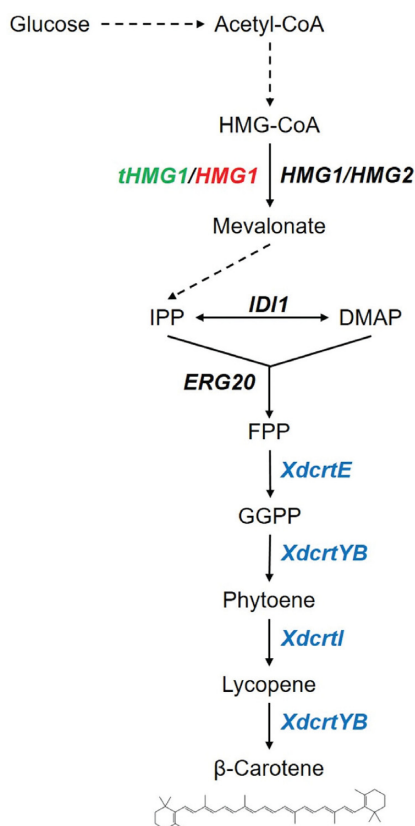 Glucose Acetyl-CoA
HMG-CoA
tHMG1/HMG1 HMG1/HMG2
Mevalonate
IDI1
IPP DMAP
ERG20
FPP
XdcrtE
GGPP
XdcrtYB
Phytoene
XdcrtI
Lycopene
XdcrtYB
β-Carotene